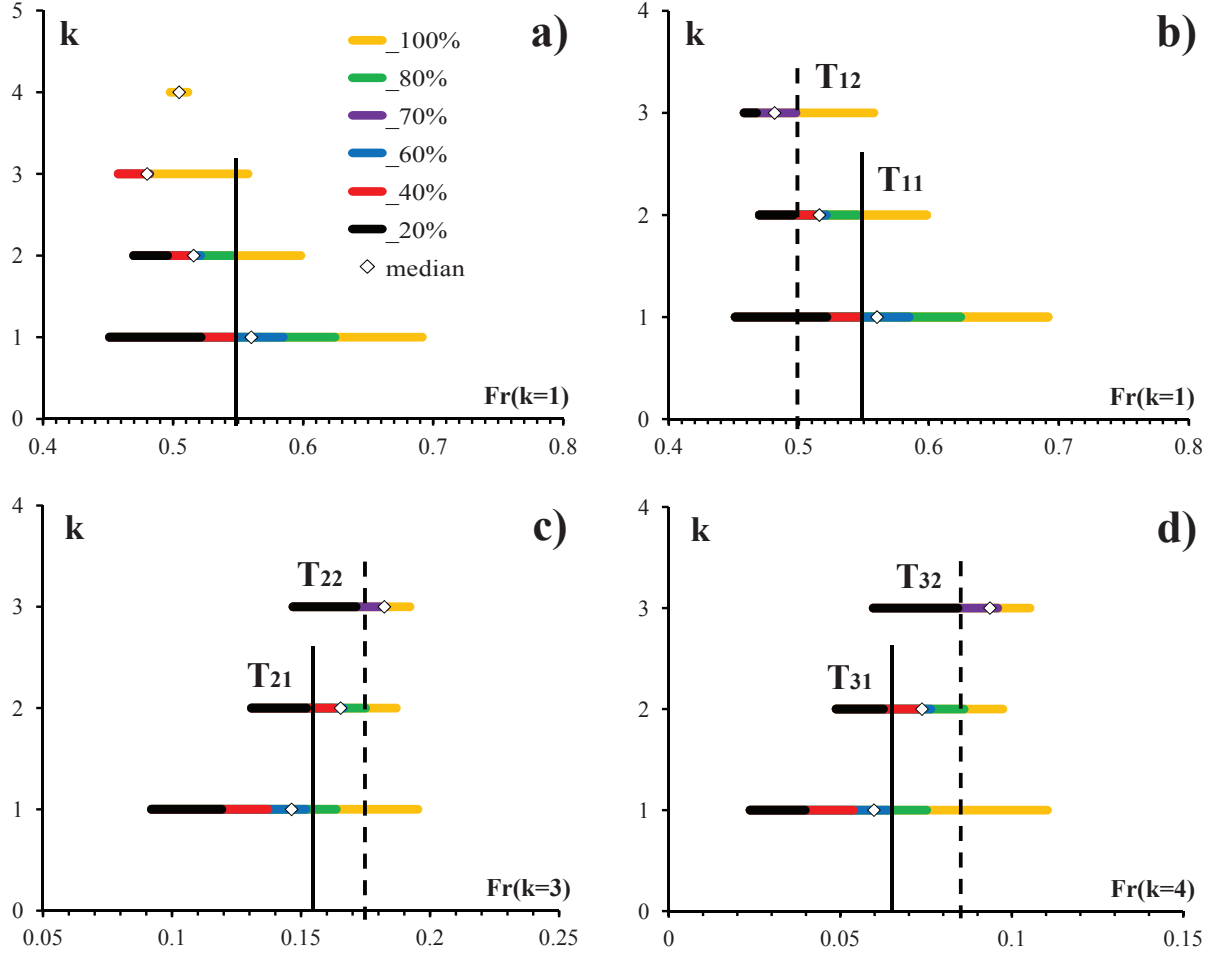 5
k
a)
_100%
_80%
4
_70%
3
_60%
_40%
_20%
2
median
1
Fr(k=1)
0
0.4
0.5
0.6
0.7
0.8
4
k
b)
T12
3
T11
2
1
Fr(k=1)
0
0.4
0.5
0.6
0.7
0.8
4
k
c)
T22
3
T21
2
1
Fr(k=3)
0
0.05
0.1
0.15
0.2
0.25
4
k
d)
T32
3
T31
2
1
Fr(k=4)
0
0
0.05
0.1
0.15